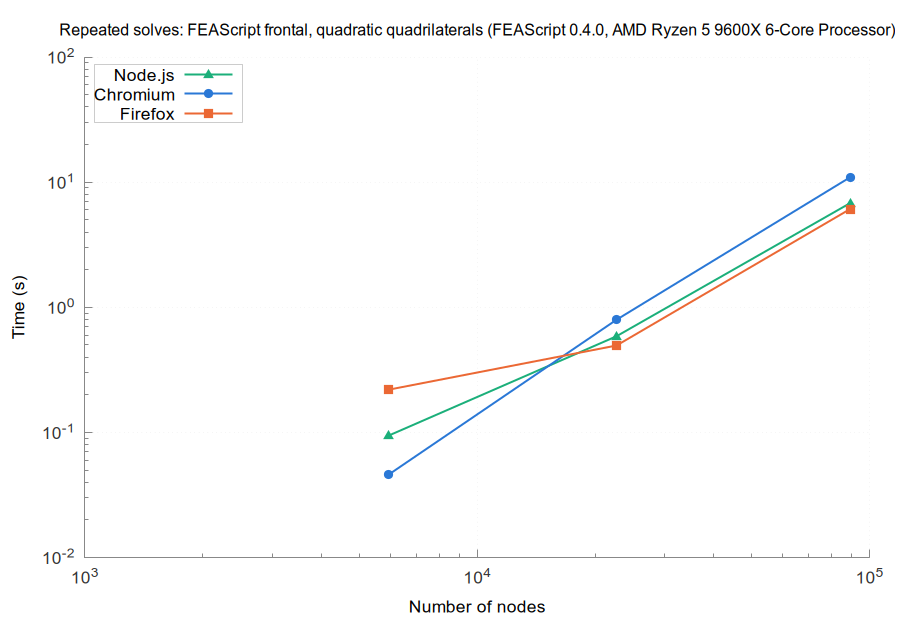 Repeated solves: FEAScript frontal, quadratic quadrilaterals (FEAScript 0.4.0, AMD Ryzen 5 9600X 6-Core Processor)
10²
Node.js
Chromium
Firefox
10¹
10⁰
10⁻¹
10⁻²
Time (s)
10³ 10⁴ 10⁵
Number of nodes